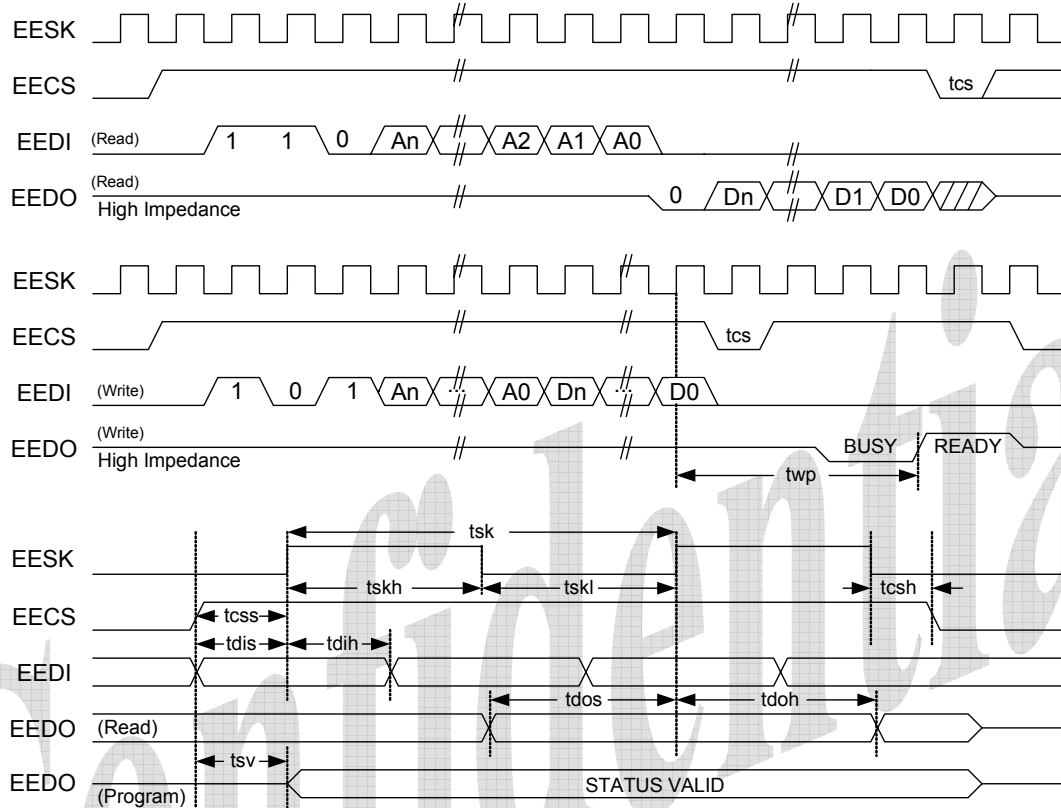 EESK
EECS tcs
EEDI (Read) 1 1 0 An A2 A1 A0
EEDO (Read) 0 Dn D1 D0
High Impedance
EESK
EECS tcs
EEDI (Write) 1 0 1 An ... A0 Dn ... D0
EEDO (Write) BUSY READY
High Impedance
twp
tsk
EESK
tskh tskl tcsh
EECS tcss
tdis tdih
EEDI
tdos tdoh
EEDO (Read)
tsv
EEDO (Program) STATUS VALID
Confidentia